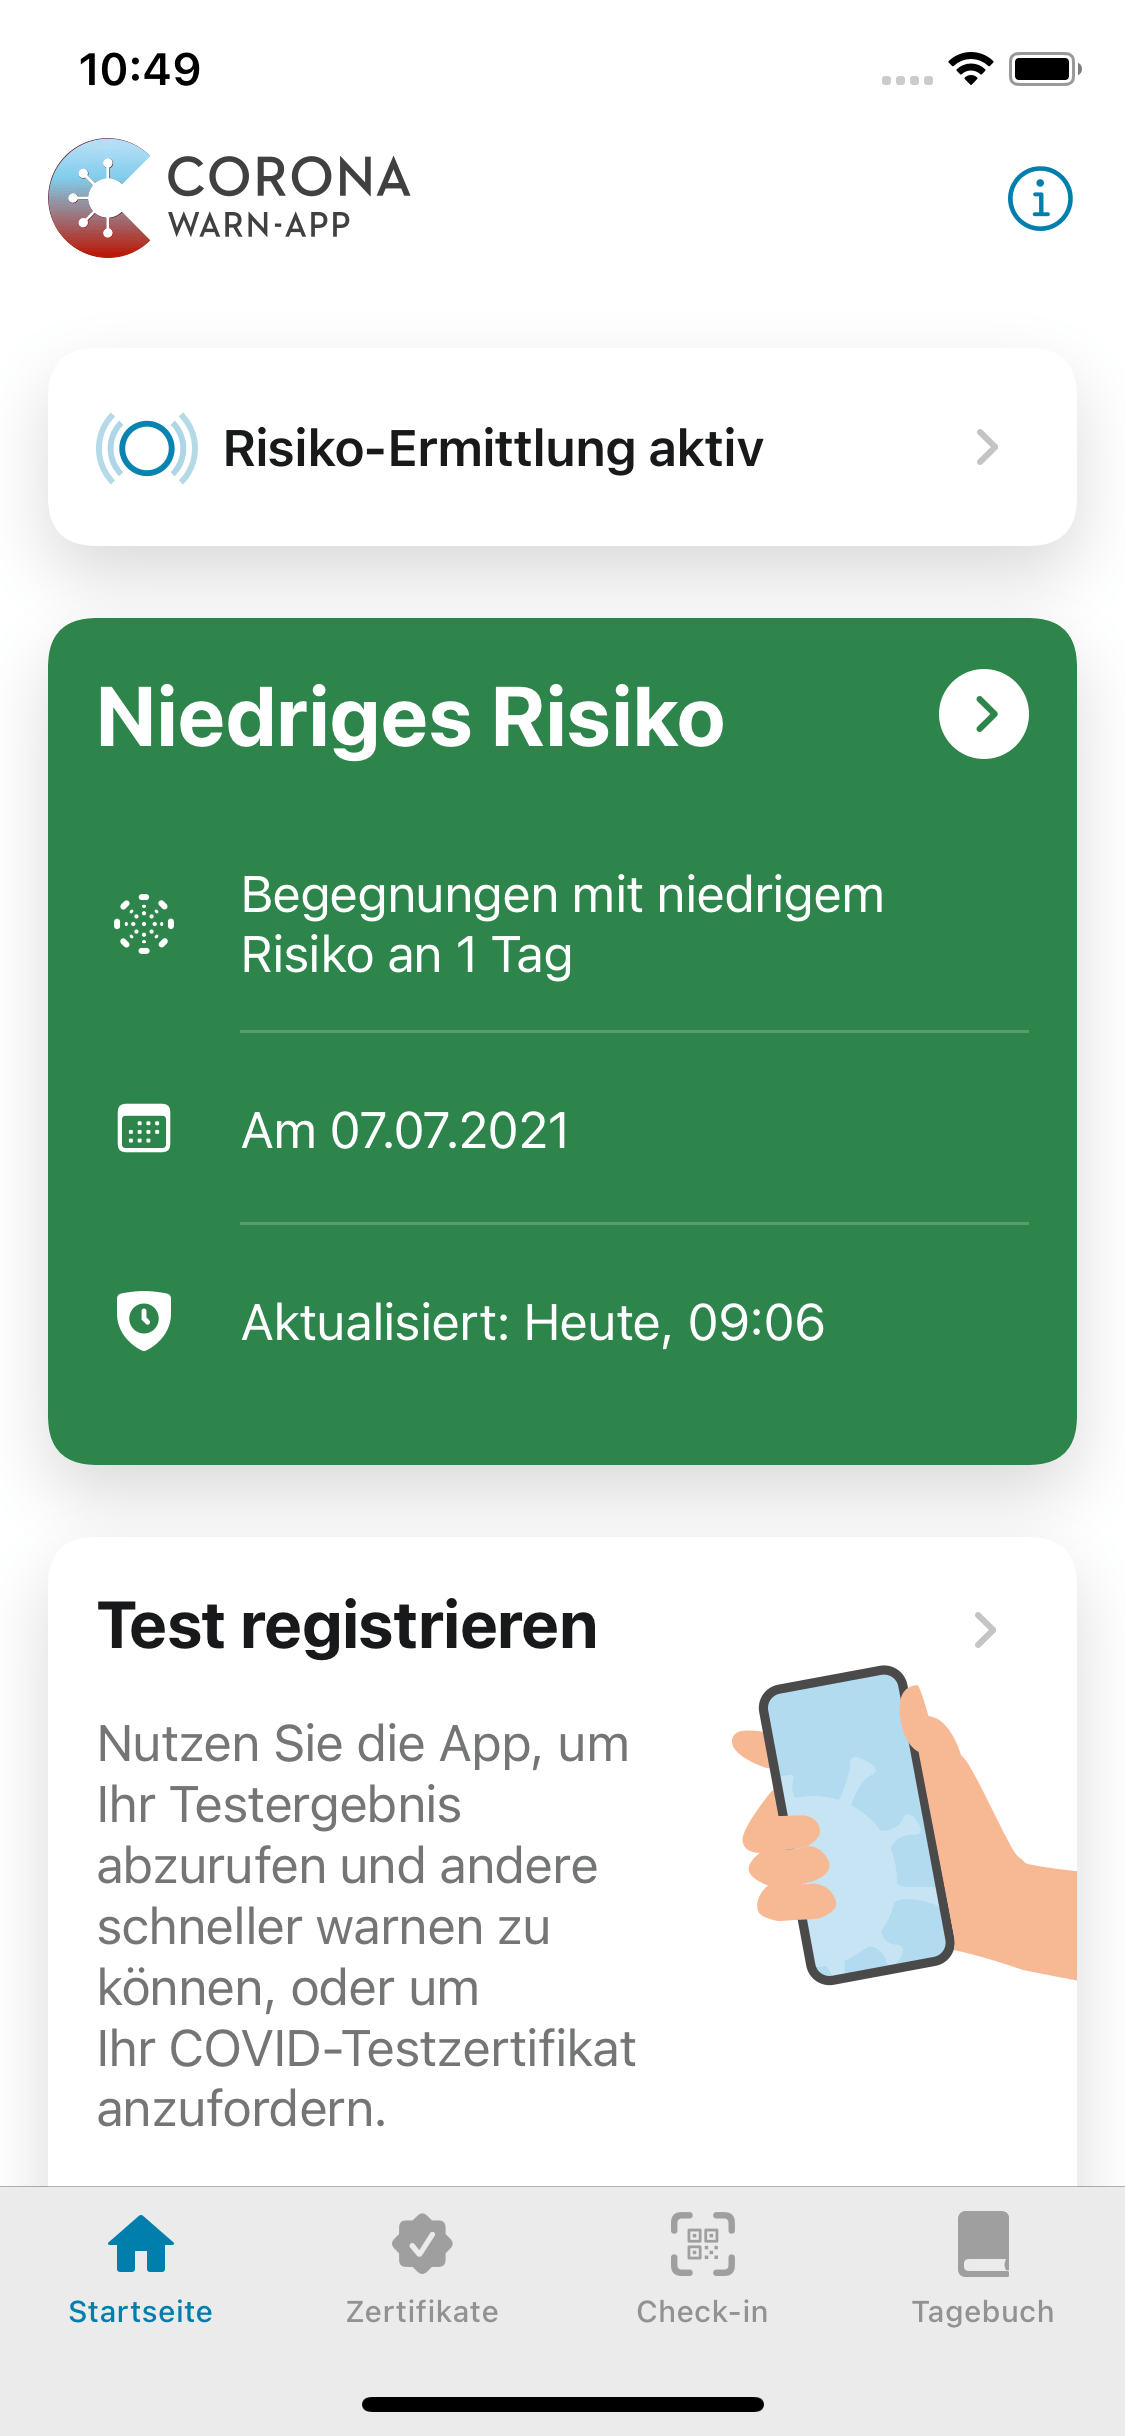 10:49
CORONA
WARN-APP
Risiko-Ermittlung aktiv
Niedriges Risiko
Begegnungen mit niedrigem
Risiko an 1 Tag
Am 07.07.2021
Aktualisiert: Heute, 09:06
Test registrieren
Nutzen Sie die App, um
Ihr Testergebnis
abzurufen und andere
schneller warnen zu
können, oder um
Ihr COVID-Testzertifikat
anzufordern.
Startseite
Zertifikate
Check-in
Tagebuch